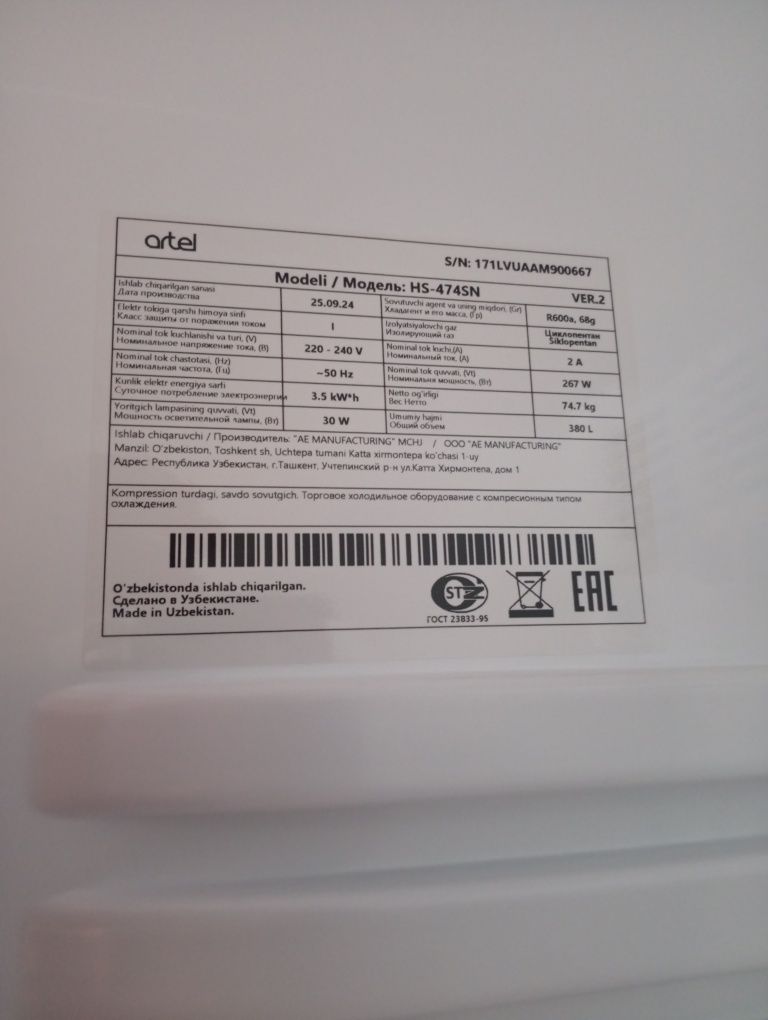 artel
S/N: 171LVUAAM900667
Modeli / Модель: HS-474SN
VER.2
Ishlab chiqarilgan sanasi
Дата производства
25.09.24
Sovutuvchi agent va uning miqdori, (Gr)
Хладагент и его масса, (Гр)
R600a, 68g
Elektr tokiga qarshi himoya sinfi
Класс защиты от поражения током
I
Izolyatsiyalovchi gaz
Изолирующий газ
Циклопентан
Siklopentan
Nominal tok kuchlanishi va turi, (V)
Номинальное напряжение тока, (В)
220 - 240 V
Nominal tok kuchi,(A)
Номинальный ток, (А)
2 A
Nominal tok chastotasi, (Hz)
Номинальная частота, (Гц)
~50 Hz
Nominal tok quvvati, (Vt)
Номинальня мощность, (Вт)
267 W
Kunlik elektr energiya sarfi
Суточное потребление электроэнергии
3.5 kW*h
Netto og'irligi
Вес Нетто
74.7 kg
Yoritgich lampasining quvvati, (Vt)
Мощность осветительной лампы, (Вт)
30 W
Umumiy hajmi
Общий объем
380 L
Ishlab chiqaruvchi / Производитель: "AE MANUFACTURING" MCHJ / ООО "AE MANUFACTURING"
Manzil: O'zbekiston, Toshkent sh, Uchtepa tumani Katta xirmontepa ko'chasi 1-uy
Адрес: Республика Узбекистан, г.Ташкент, Учтепинский р-н ул.Катта Хирмонтепа, дом 1
Kompression turdagi, savdo sovutgich. Торговое холодильное оборудование с компресионным типом
охлаждения.
O'zbekistonda ishlab chiqarilgan.
Сделано в Узбекистане.
Made in Uzbekistan.
STZ
ГОСТ 23833-95
EAC